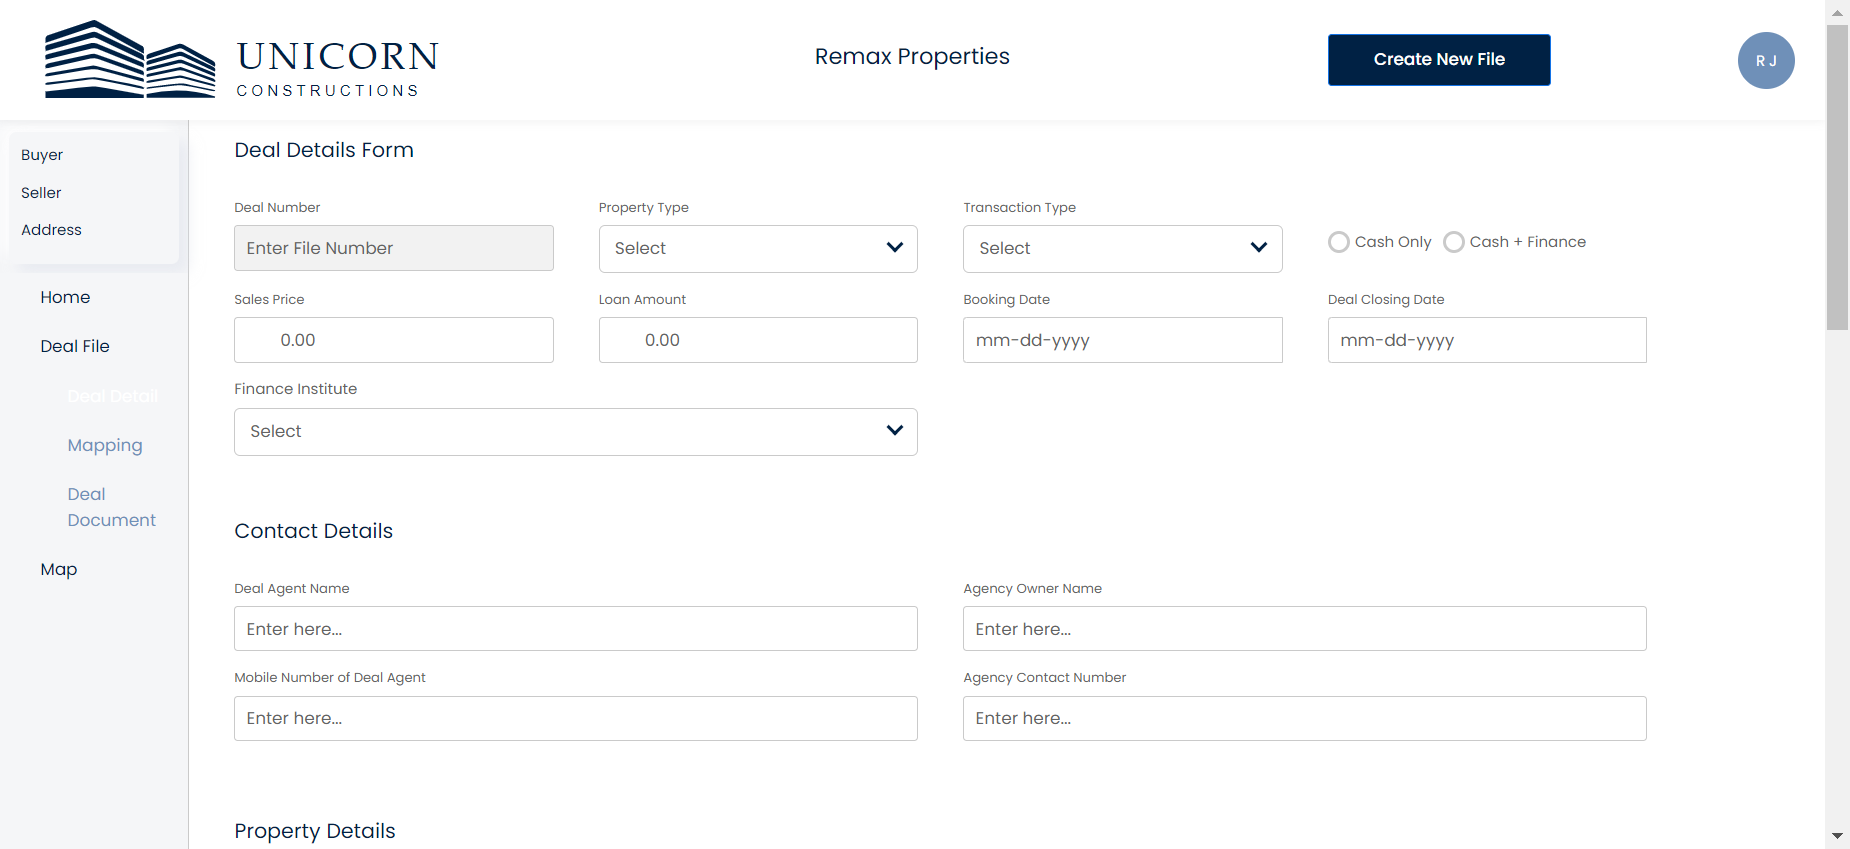 UNICORN
CONSTRUCTIONS
Remax Properties
Create New File
R J
Buyer
Seller
Address
Home
Deal File
Deal Detail
Mapping
Deal
Document
Map
Deal Details Form
Deal Number
Property Type
Transaction Type
Enter File Number
Select
Select
Cash Only
Cash + Finance
Sales Price
Loan Amount
Booking Date
Deal Closing Date
0.00
0.00
mm-dd-yyyy
mm-dd-yyyy
Finance Institute
Select
Contact Details
Deal Agent Name
Agency Owner Name
Enter here...
Enter here...
Mobile Number of Deal Agent
Agency Contact Number
Enter here...
Enter here...
Property Details